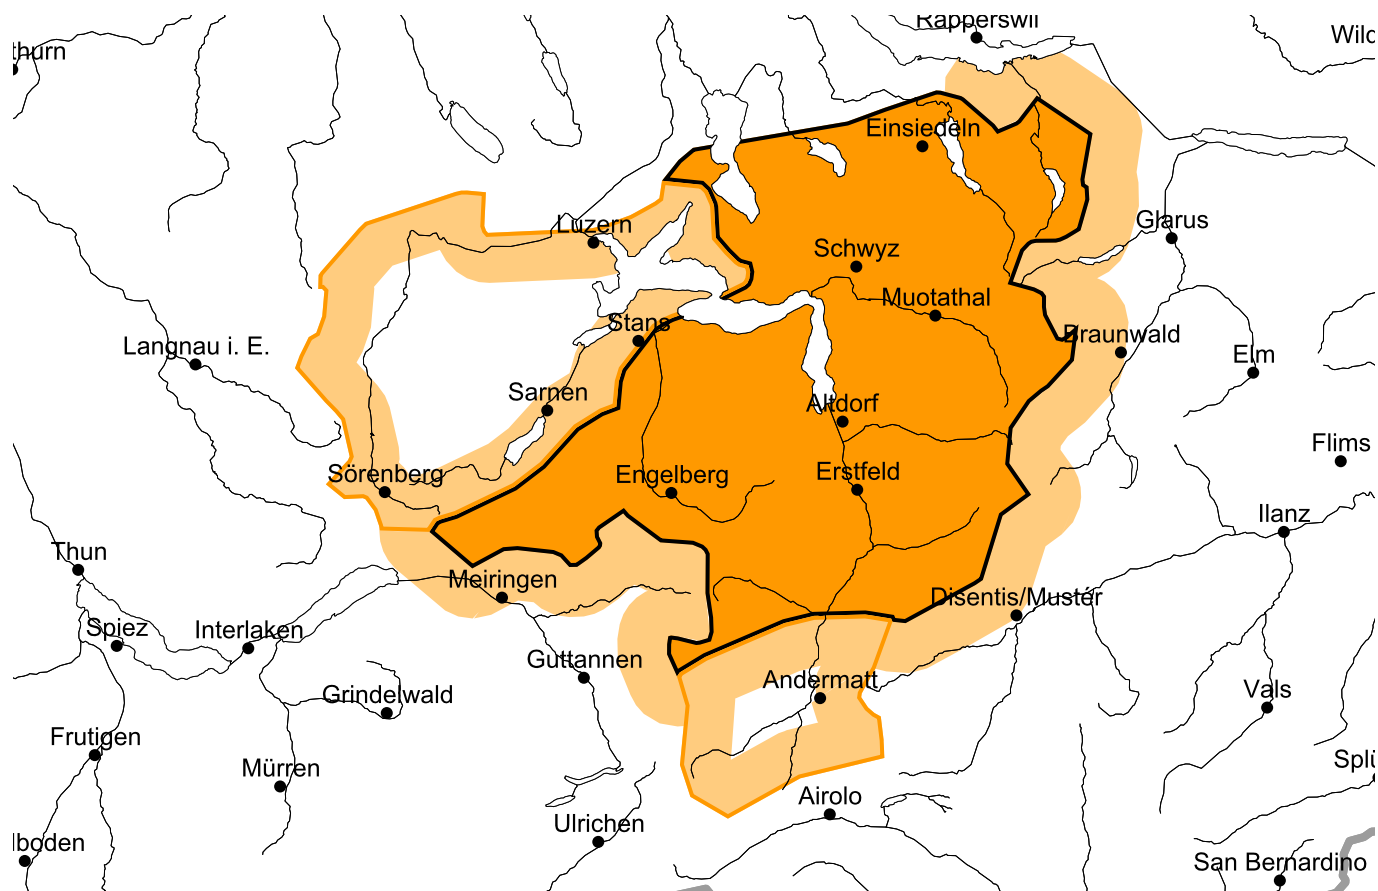 Rapperswil
thurn
Wild
Einsiedeln
Glarus
Luzern
Schwyz
Muotathal
Stans
Braunwald
Langnau i. E.
Elm
Sarnen
Altdorf
Flims
Sörenberg
Engelberg
Erstfeld
Ilanz
Thun
Meiringen
Disentis/Mustér
Spiez
Interlaken
Guttannen
Andermatt
Vals
Grindelwald
Frutigen
Mürren
Splü
Airolo
Ulrichen
lboden
San Bernardino